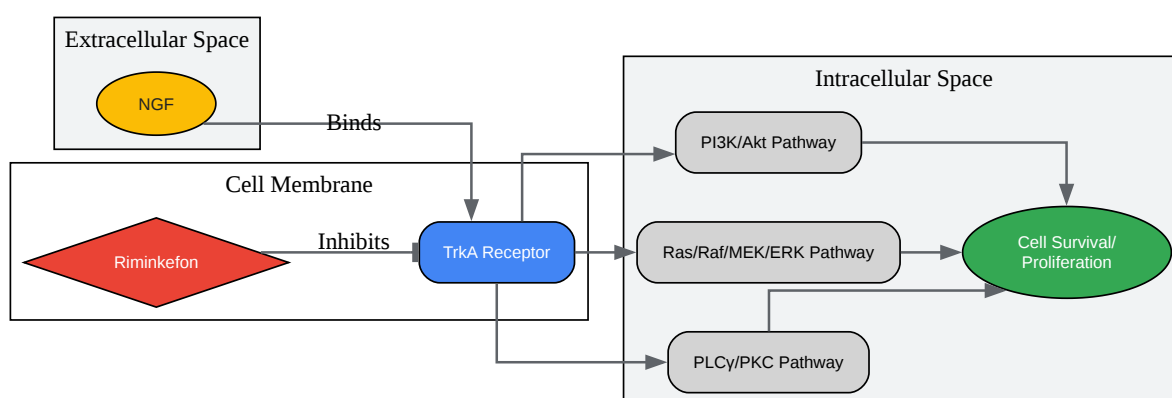 Extracellular Space
NGF
Binds
Cell Membrane
Riminkefon
Inhibits
TrkA Receptor
Intracellular Space
PI3K/Akt Pathway
Ras/Raf/MEK/ERK Pathway
PLCγ/PKC Pathway
Cell Survival/
Proliferation